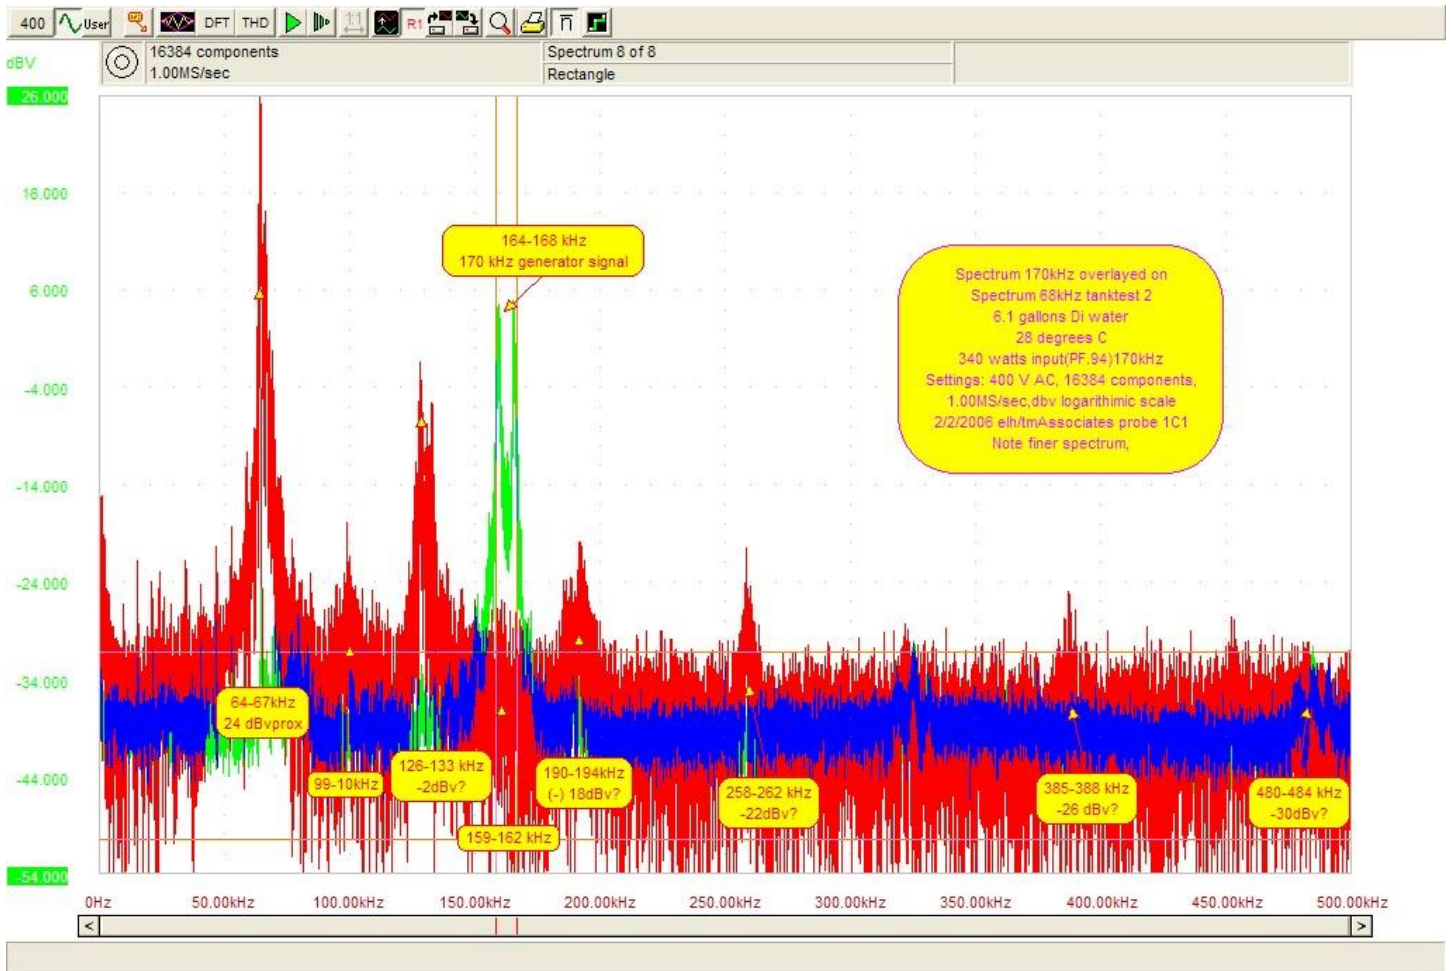 400 User DFT THD 1:1 R1
16384 components
1.00MS/sec
Spectrum 8 of 8
Rectangle
dBV
26.000
16.000
6.000
-4.000
-14.000
-24.000
-34.000
-44.000
-54.000
164-168 kHz
170 kHz generator signal
Spectrum 170kHz overlayed on
Spectrum 68kHz tanktest 2
6.1 gallons Di water
28 degrees C
340 watts input(PF.94)170kHz
Settings: 400 V AC, 16384 components,
1.00MS/sec,dbv logarithimic scale
2/2/2006 elh/tmAssociates probe 1C1
Note finer spectrum,
64-67kHz
24 dBvprox
99-10kHz
126-133 kHz
-2dBv?
159-162 kHz
190-194kHz
(-) 18dBv?
258-262 kHz
-22dBv?
385-388 kHz
-26 dBv?
480-484 kHz
-30dBv?
0Hz 50.00kHz 100.00kHz 150.00kHz 200.00kHz 250.00kHz 300.00kHz 350.00kHz 400.00kHz 450.00kHz 500.00kHz